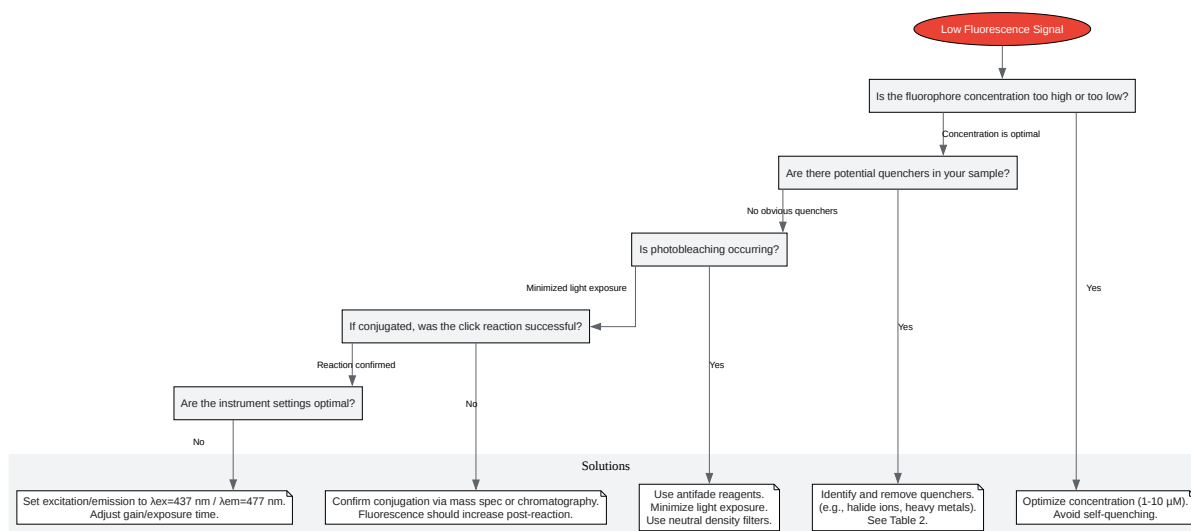 Low Fluorescence Signal
Is the fluorophore concentration too high or too low?
Concentration is optimal
Are there potential quenchers in your sample?
No obvious quenchers
Is photobleaching occurring?
Minimized light exposure
Yes
If conjugated, was the click reaction successful?
Yes
Reaction confirmed
Yes
Are the instrument settings optimal?
No
No
Solutions
Set excitation/emission to λex=437 nm / λem=477 nm.
Adjust gain/exposure time.
Confirm conjugation via mass spec or chromatography.
Fluorescence should increase post-reaction.
Use antifade reagents.
Minimize light exposure.
Use neutral density filters.
Identify and remove quenchers.
(e.g., halide ions, heavy metals).
See Table 2.
Optimize concentration (1-10 µM).
Avoid self-quenching.